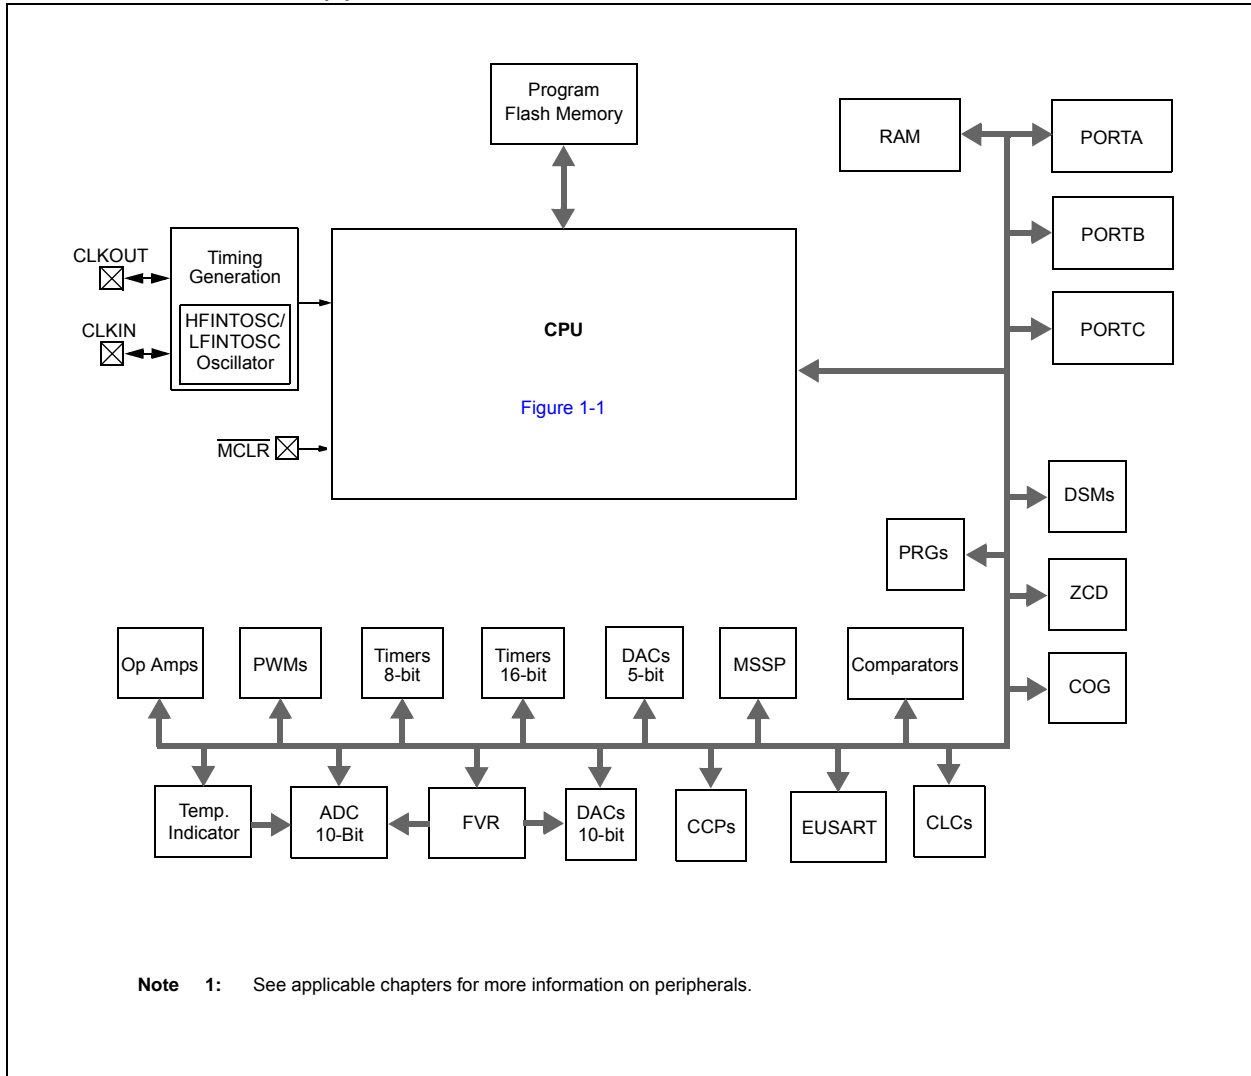 Program
Flash Memory
RAM
PORTA
PORTB
PORTC
CLKOUT
Timing
Generation
CLKIN
HFINTOSC/
LFINTOSC
Oscillator
CPU
Figure 1-1
MCLR
DSMs
PRGs
ZCD
COG
Op Amps
PWMs
Timers
8-bit
Timers
16-bit
DACs
5-bit
MSSP
Comparators
Temp.
Indicator
ADC
10-Bit
FVR
DACs
10-bit
CCPs
EUSART
CLCs
Note 1: See applicable chapters for more information on peripherals.